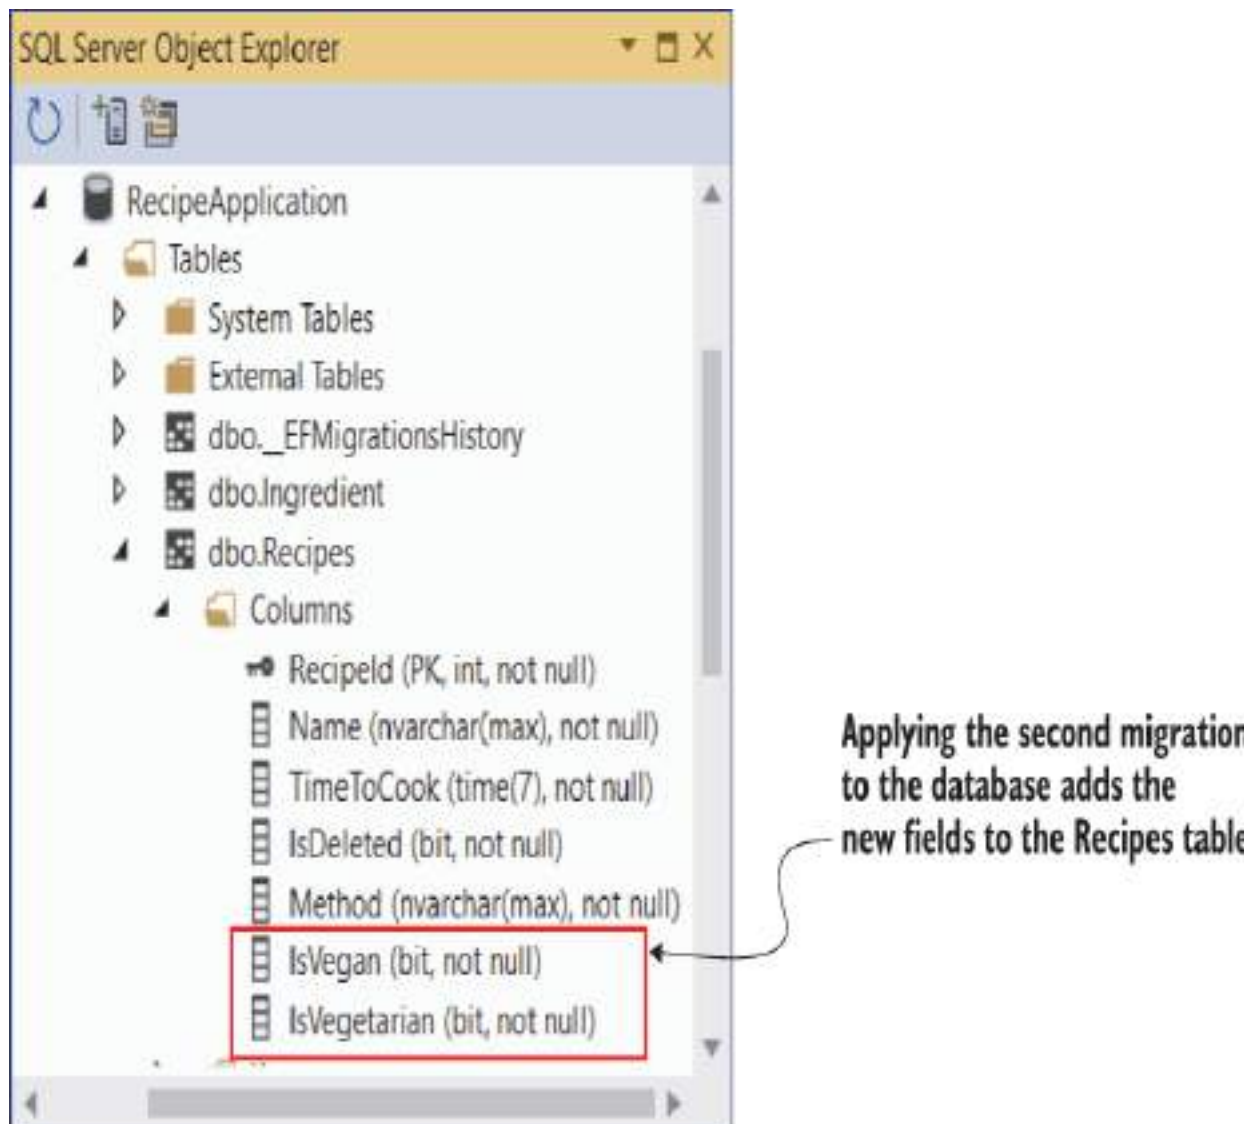 SQL Server Object Explorer
RecipeApplication
Tables
System Tables
External Tables
dbo.__EFMigrationsHistory
dbo.Ingredient
dbo.Recipes
Columns
RecipeId (PK, int, not null)
Name (nvarchar(max), not null)
TimeToCook (time(7), not null)
IsDeleted (bit, not null)
Method (nvarchar(max), not null)
IsVegan (bit, not null)
IsVegetarian (bit, not null)
Applying the second migration
to the database adds the
new fields to the Recipes table